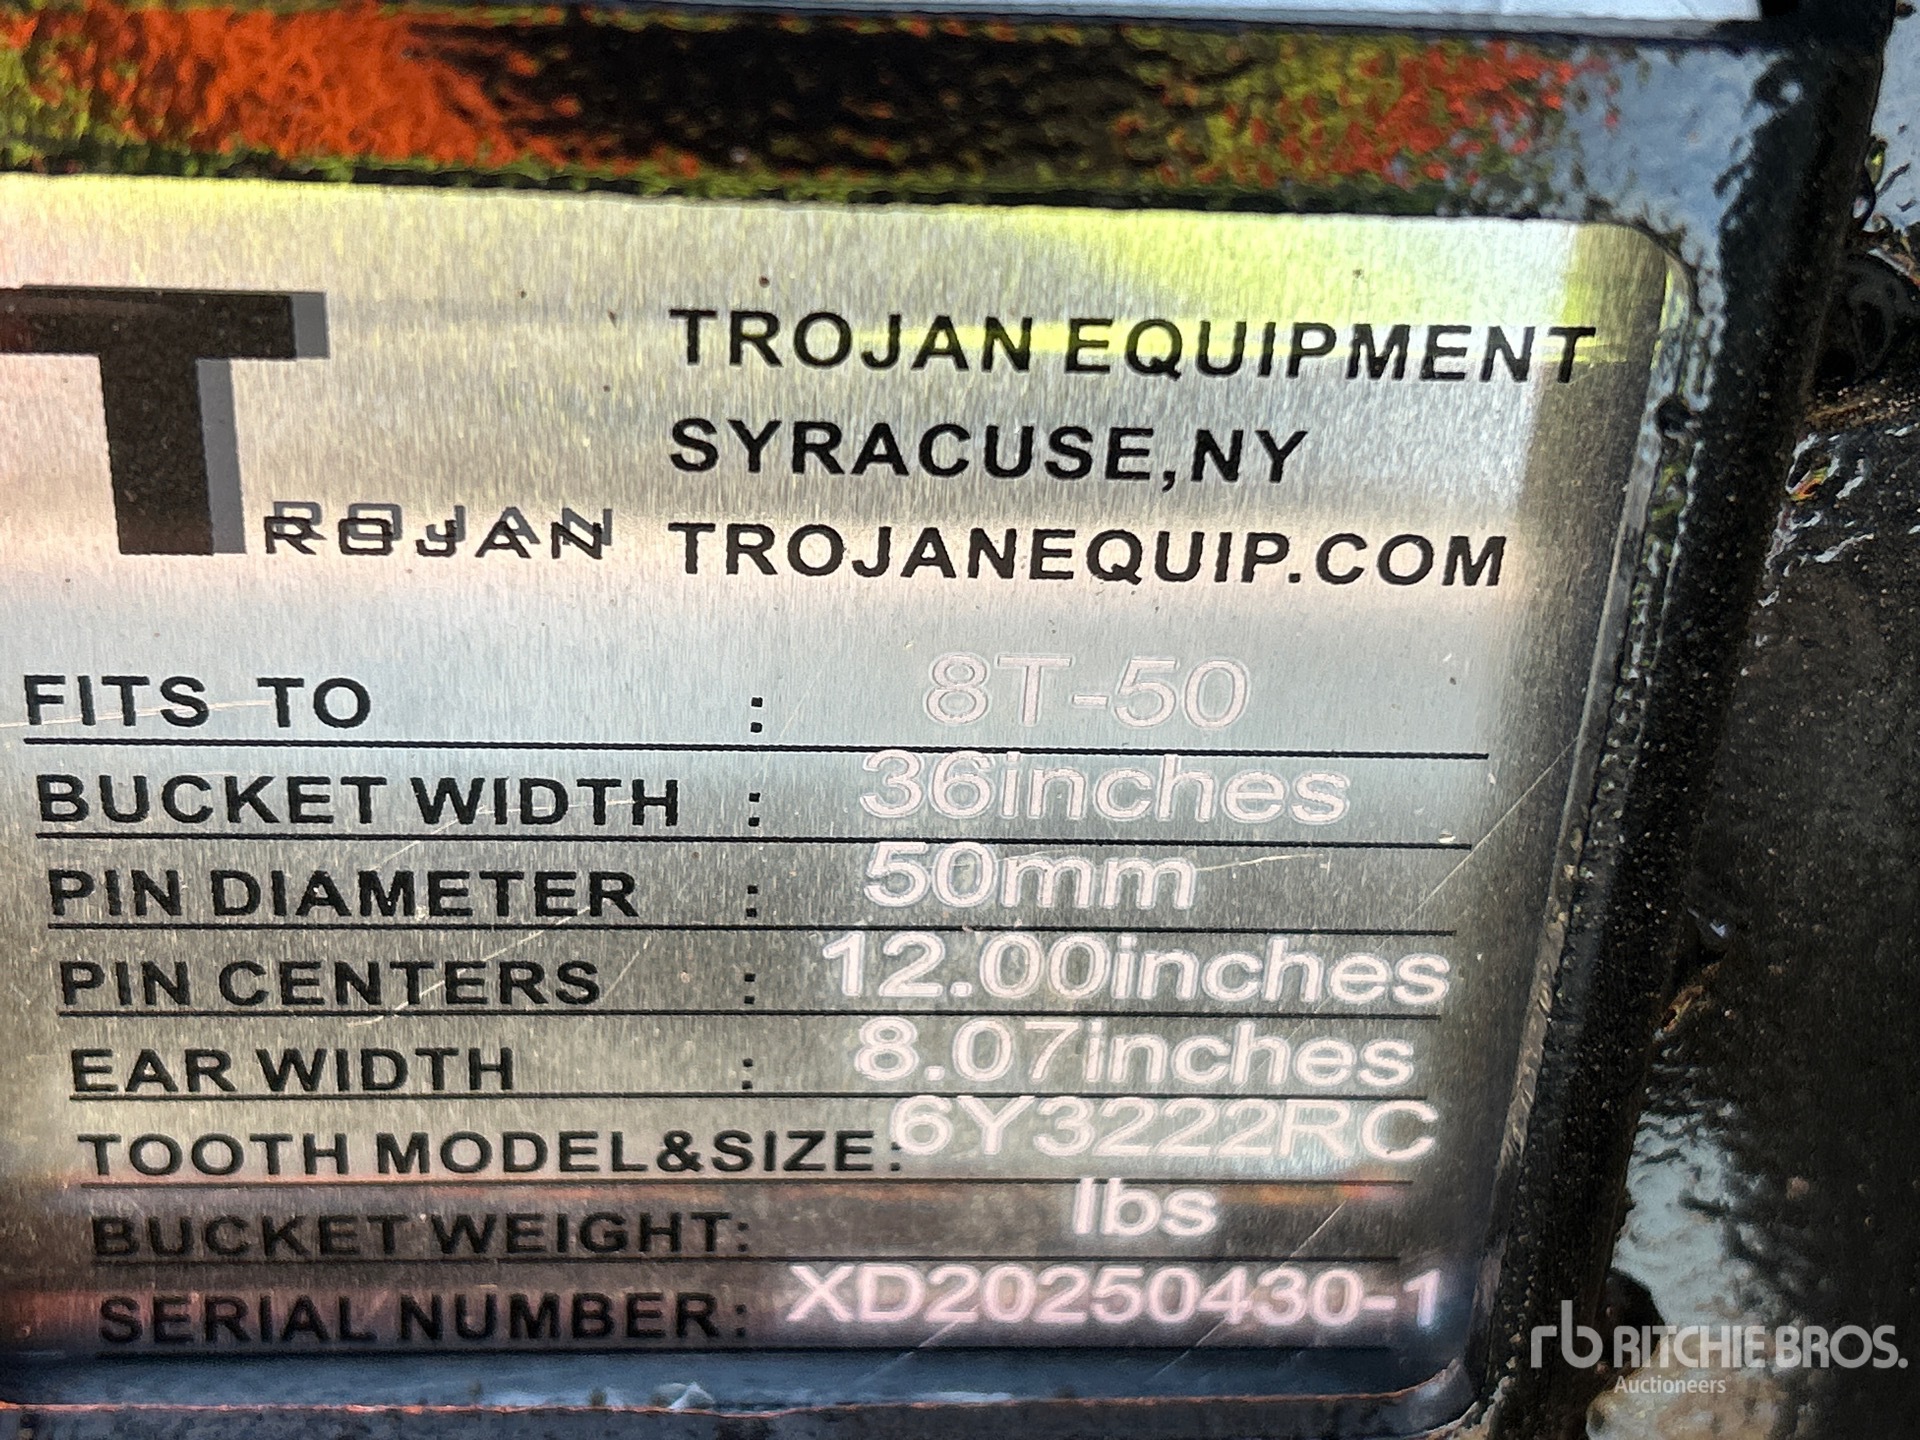 TROJAN
TROJAN EQUIPMENT
SYRACUSE,NY
TROJANEQUIP.COM
FITS TO : 8T-50
BUCKET WIDTH : 36inches
PIN DIAMETER : 50mm
PIN CENTERS : 12.00inches
EAR WIDTH : 8.07inches
TOOTH MODEL&SIZE: 6Y3222RC
BUCKET WEIGHT: lbs
SERIAL NUMBER: XD20250430-1
rb RITCHIE BROS.
Auctioneers